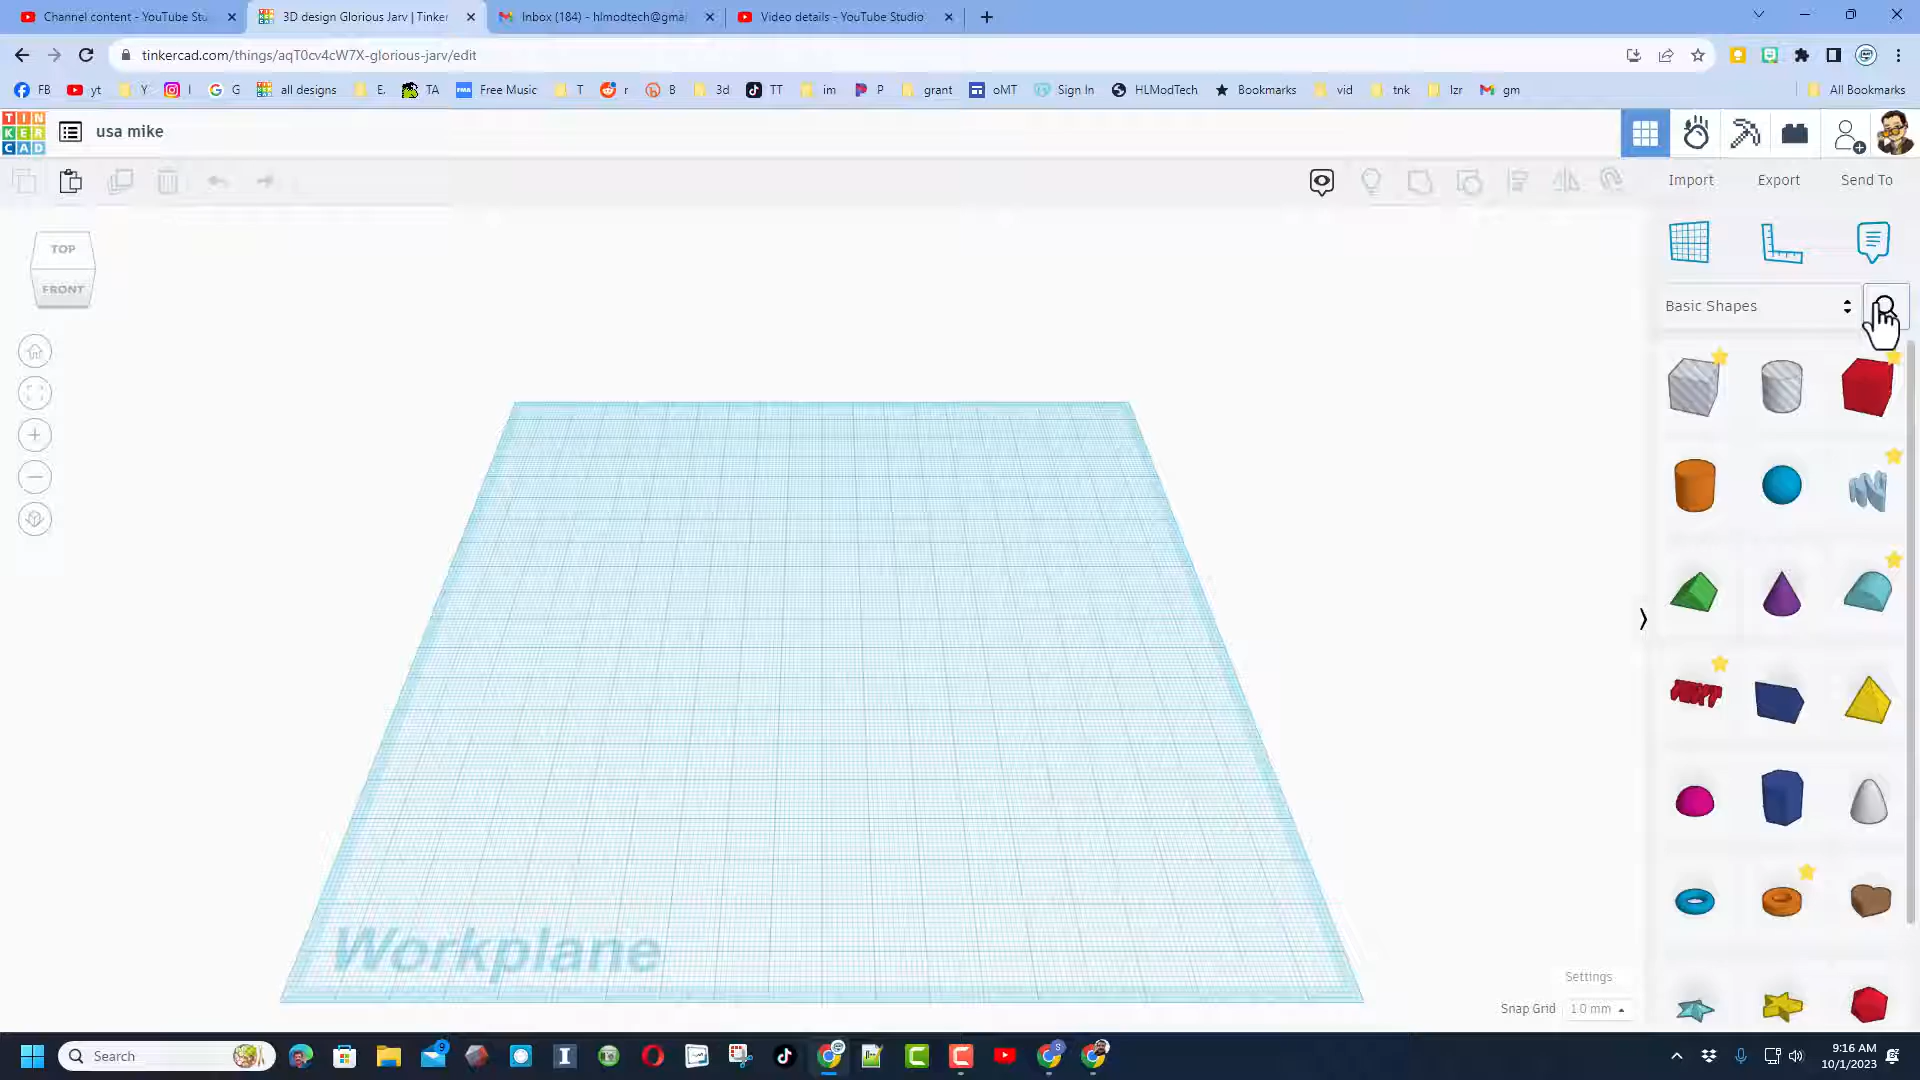 Channel content - YouTube Stu
3D design Glorious Jarv | Tinker
Inbox (184) - hlmodtech@gmai
Video details - YouTube Studio
tinkercad.com/things/aqT0cv4cW7X-glorious-jarv/edit
FB yt Y I G all designs E. TA Free Music T r B 3d TT im P grant oMT Sign In HLModTech Bookmarks vid tnk lzr gm All Bookmarks
TIN
KER
CAD
usa mike
Import Export Send To
TOP
FRONT
Basic Shapes
Workplane
Settings
Snap Grid 1.0 mm
Search
9:16 AM
10/1/2023